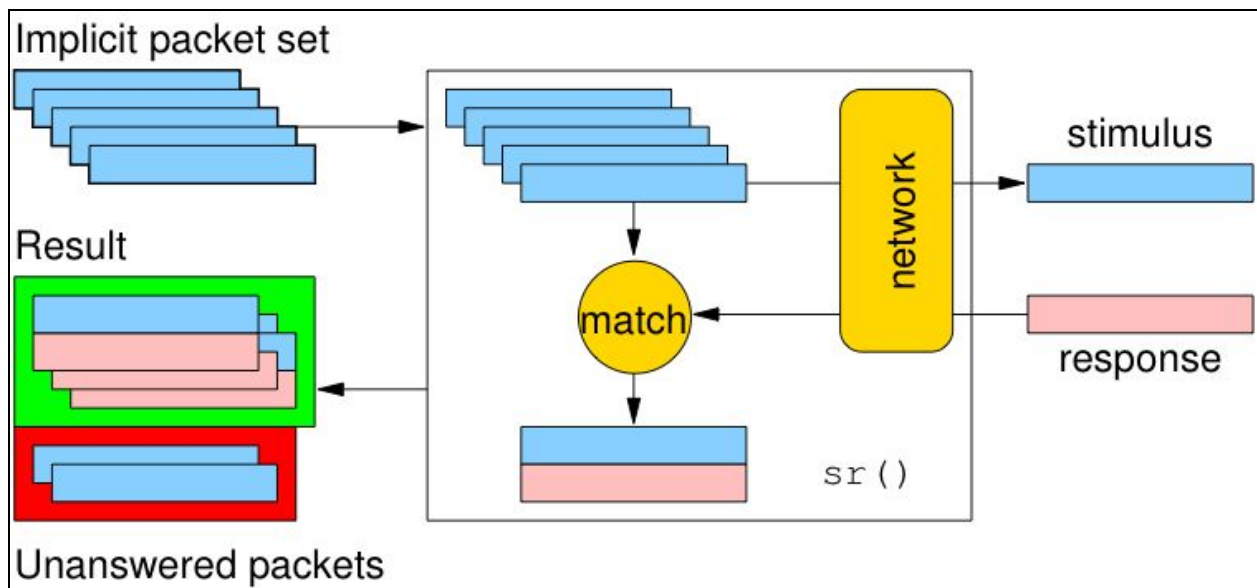 Implicit packet set
stimulus
network
Result
match
response
sr()
Unanswered packets